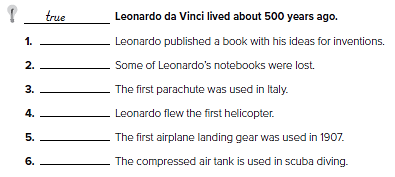 true Leonardo da Vinci lived about 500 years ago.
1. Leonardo published a book with his ideas for inventions.
2. Some of Leonardo's notebooks were lost.
3. The first parachute was used in Italy.
4. Leonardo flew the first helicopter.
5. The first airplane landing gear was used in 1907.
6. The compressed air tank is used in scuba diving.